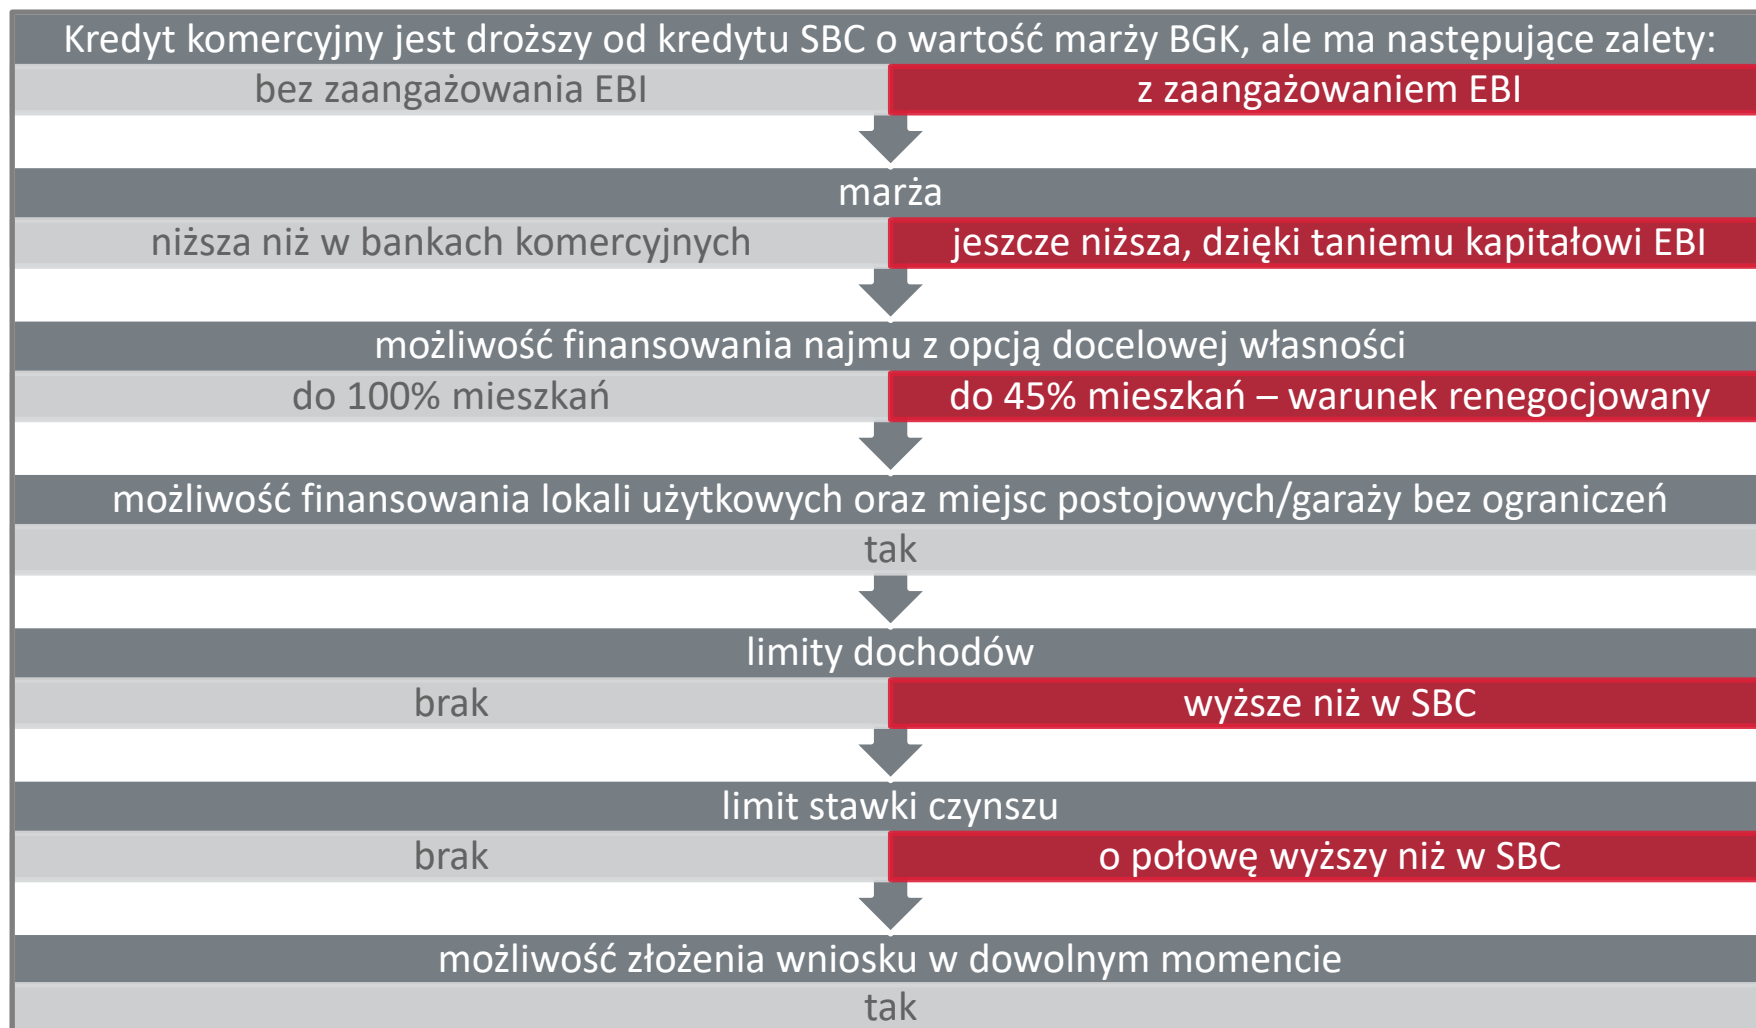 Kredyt komercyjny jest droższy od kredytu SBC o wartość marży BGK, ale ma następujące zalety:
bez zaangażowania EBI
z zaangażowaniem EBI
marża
niższa niż w bankach komercyjnych
jeszcze niższa, dzięki taniemu kapitałowi EBI
możliwość finansowania najmu z opcją docelowej własności
do 100% mieszkań
do 45% mieszkań – warunek renegocjowany
możliwość finansowania lokali użytkowych oraz miejsc postojowych/garaży bez ograniczeń
tak
limity dochodów
brak
wyższe niż w SBC
limit stawki czynszu
brak
o połowę wyższy niż w SBC
możliwość złożenia wniosku w dowolnym momencie
tak